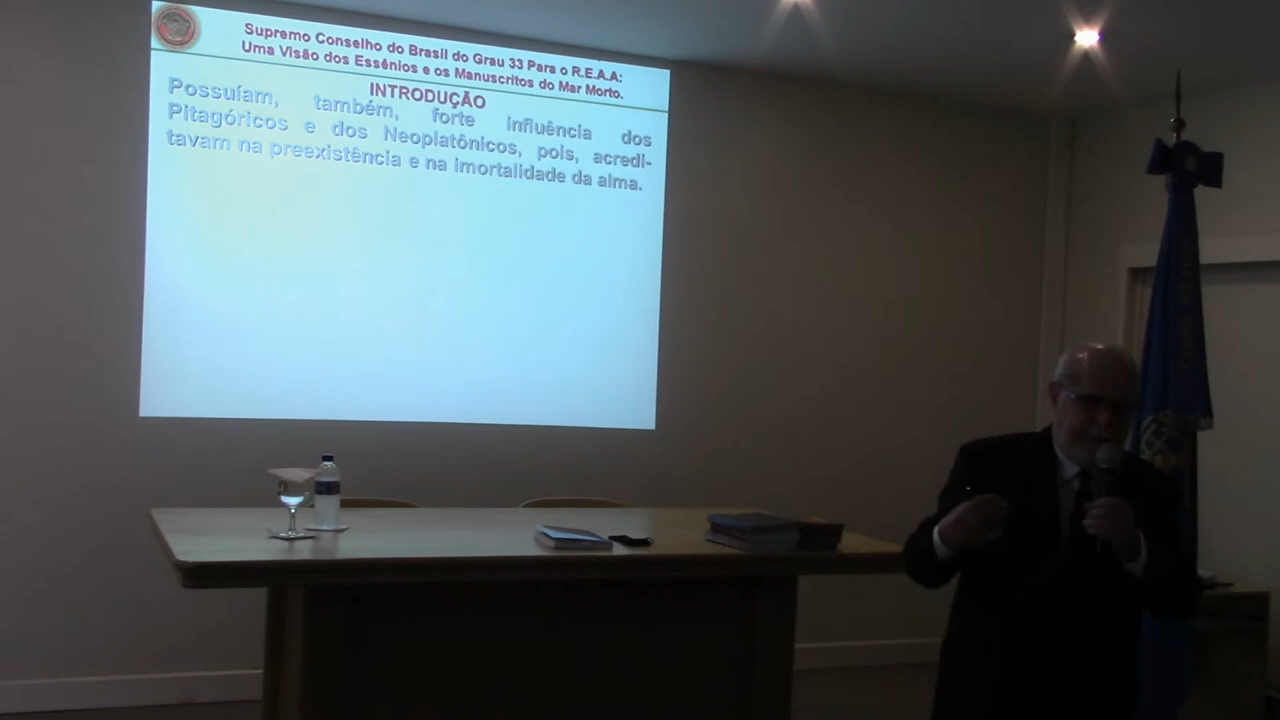 Supremo Conselho do Brasil do Grau 33 Para o R.E.A.A:
Uma Visão dos Essênios e os Manuscritos do Mar Morto.
INTRODUÇÃO
Possuíam, também, forte influência dos
Pitagóricos e dos Neoplatônicos, pois, acredi-
tavam na preexistência e na imortalidade da alma.